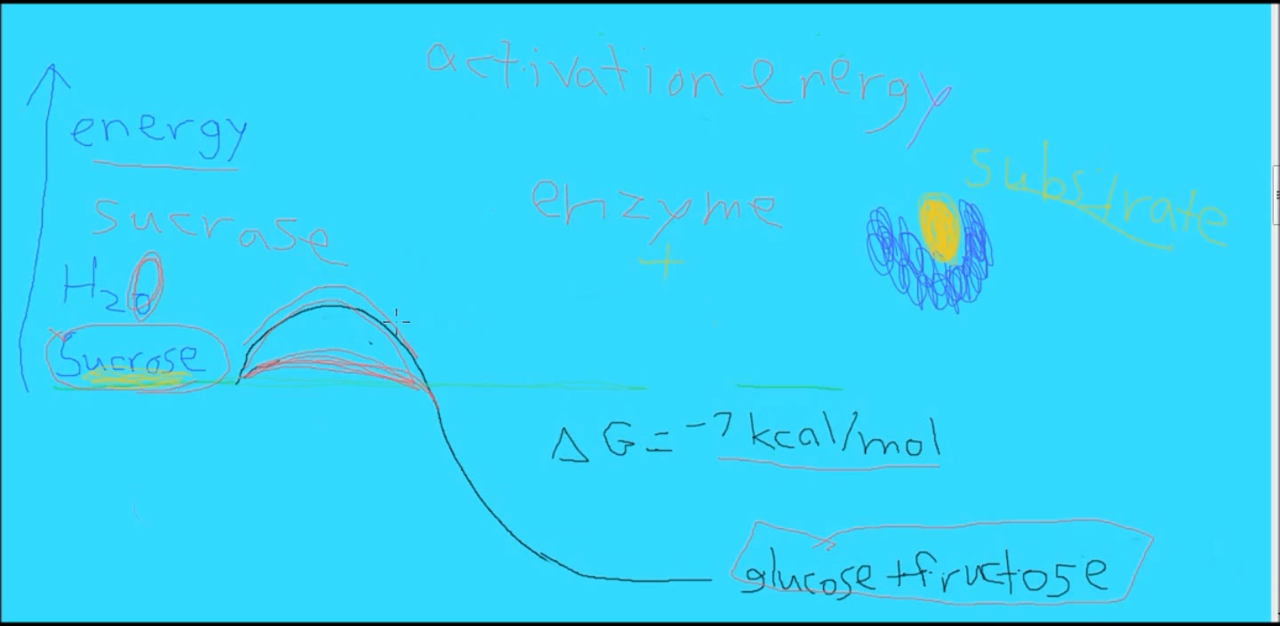 activation energy
energy
substrate
enzyme
sucrase
+
H₂O
Sucrose
ΔG = -7 kcal/mol
glucose + fructose